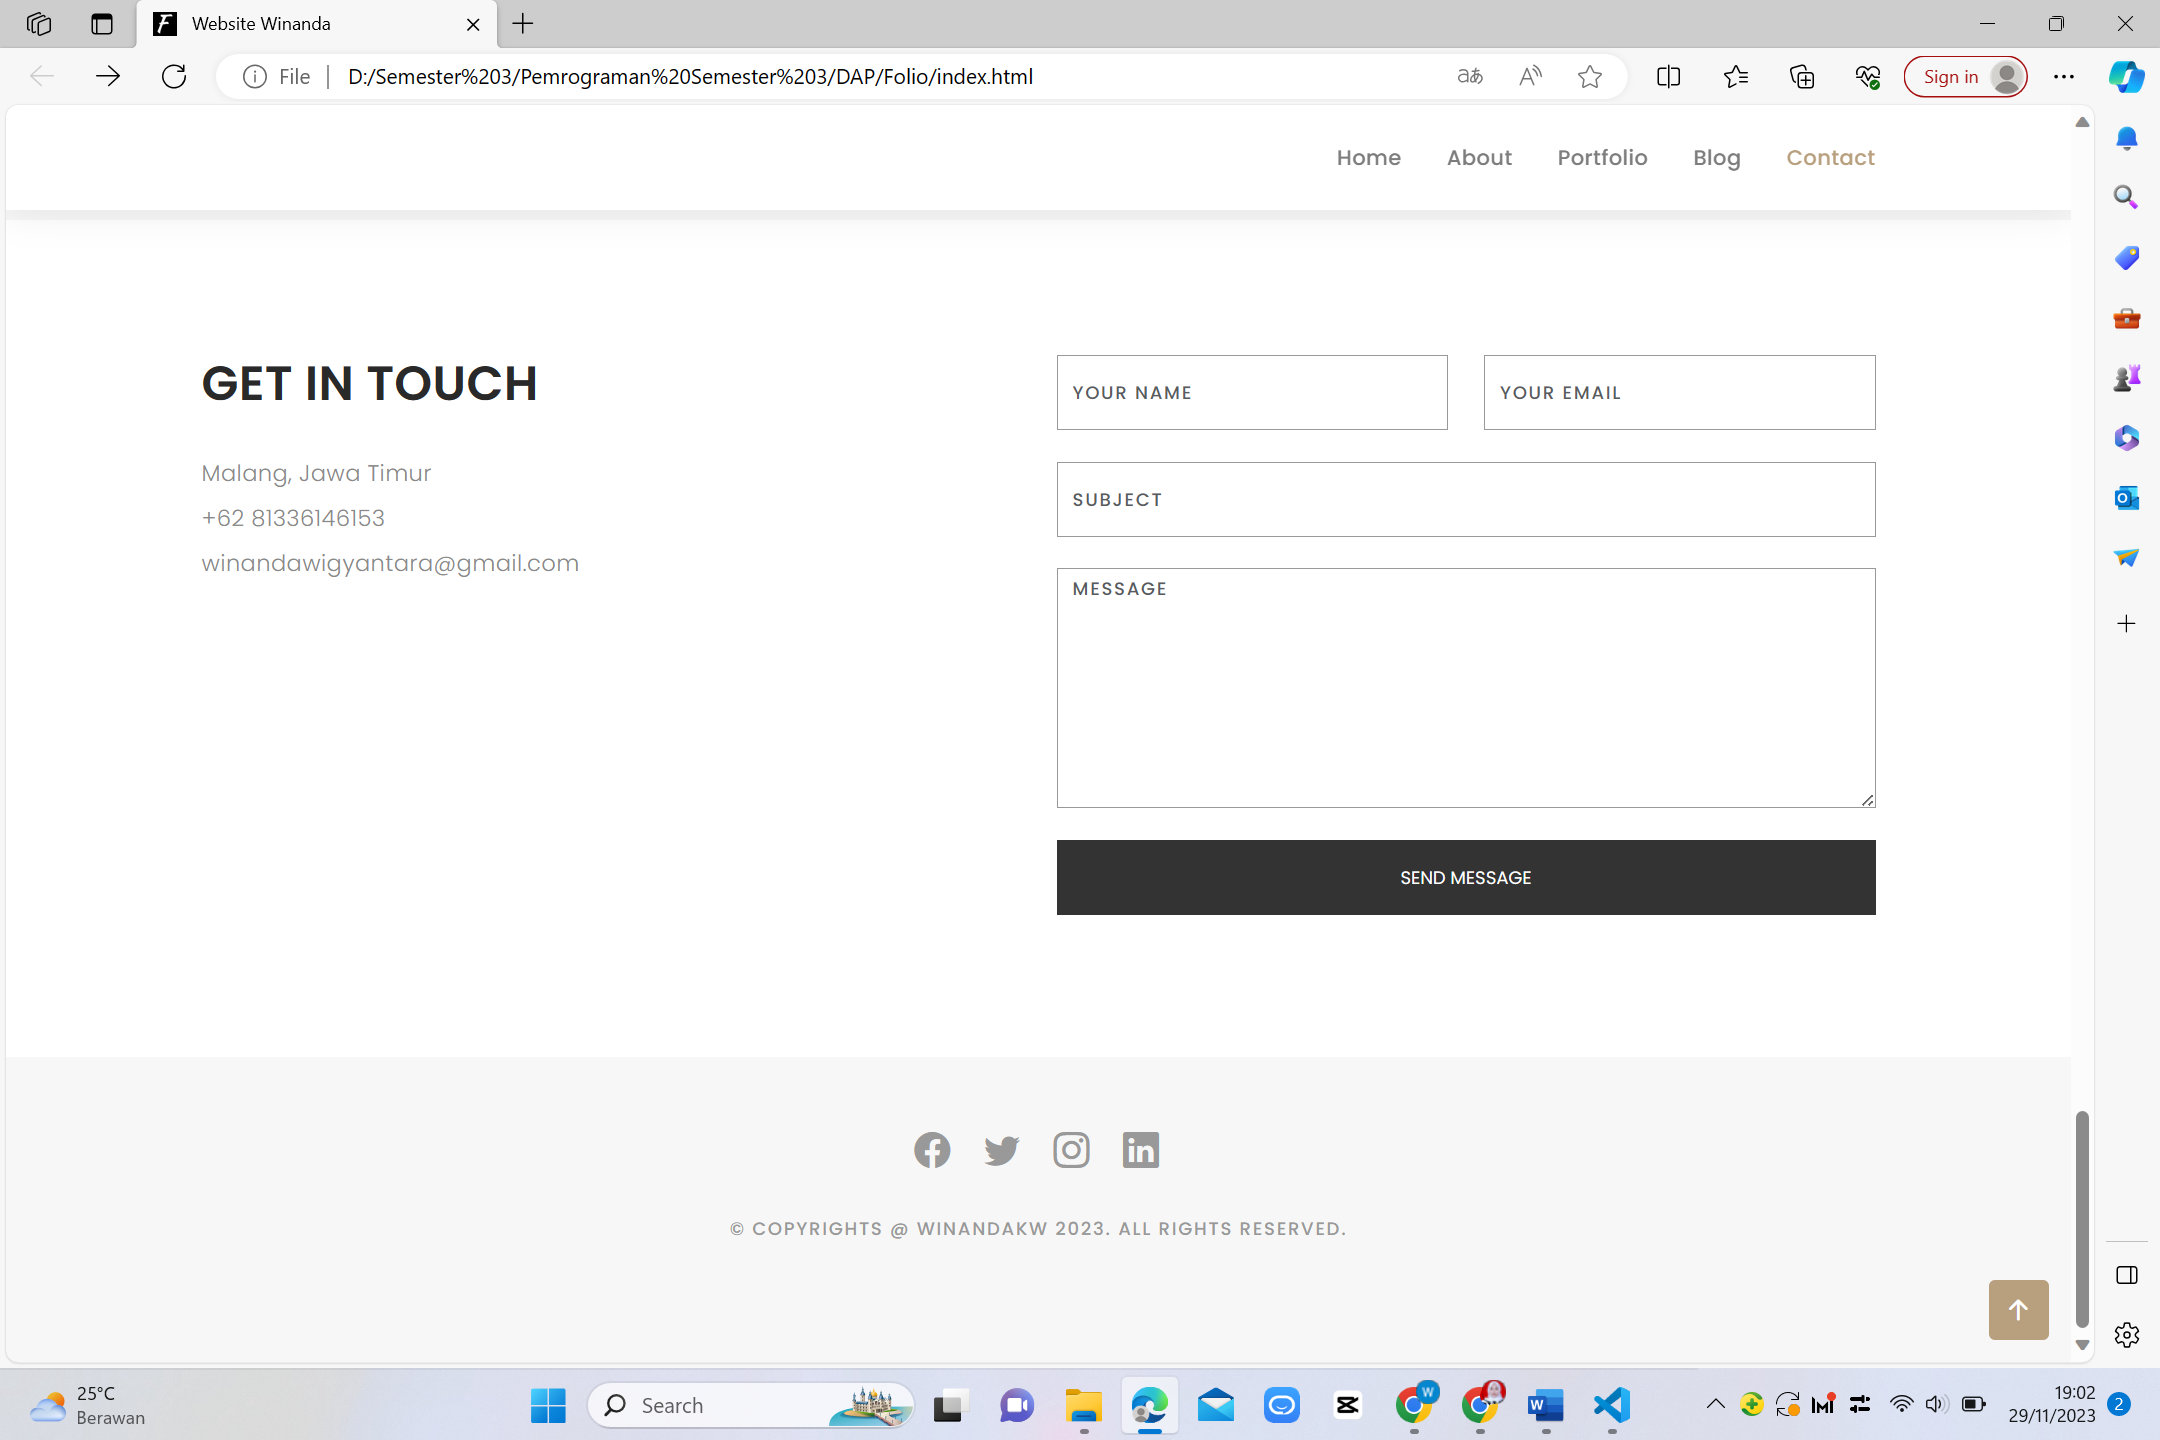 Website Winanda
File
D:/Semester%203/Pemrograman%20Semester%203/DAP/Folio/index.html
Sign in
Home About Portfolio Blog Contact
GET IN TOUCH
Malang, Jawa Timur
+62 81336146153
winandawigyantara@gmail.com
YOUR NAME
YOUR EMAIL
SUBJECT
MESSAGE
SEND MESSAGE
© COPYRIGHTS @ WINANDAKW 2023. ALL RIGHTS RESERVED.
25°C
Berawan
Search
19:02
29/11/2023
2